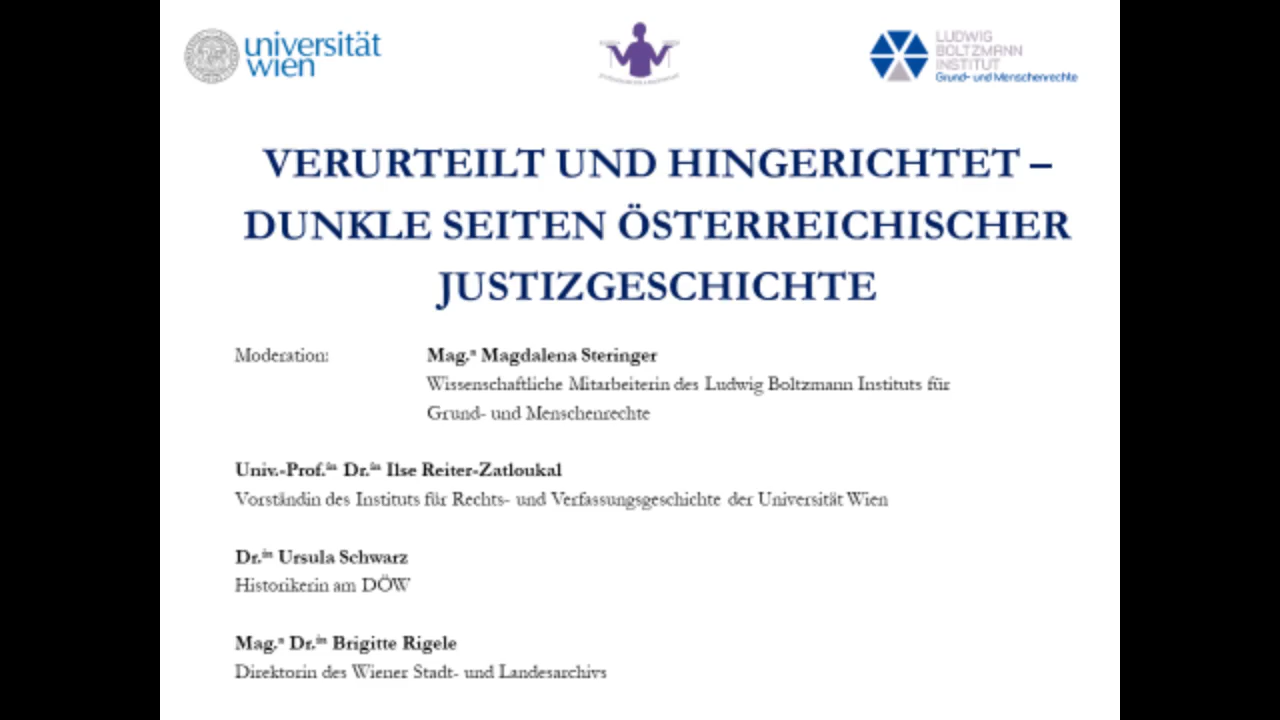 universität
wien
LUDWIG
BOLTZMANN
INSTITUT
Grund- und Menschenrechte
VERURTEILT UND HINGERICHTET –
DUNKLE SEITEN ÖSTERREICHISCHER
JUSTIZGESCHICHTE
Moderation: Mag.ª Magdalena Steringer
Wissenschaftliche Mitarbeiterin des Ludwig Boltzmann Instituts für
Grund- und Menschenrechte
Univ.-Prof.ⁱⁿ Dr.ⁱⁿ Ilse Reiter-Zatloukal
Vorständin des Instituts für Rechts- und Verfassungsgeschichte der Universität Wien
Dr.ⁱⁿ Ursula Schwarz
Historikerin am DÖW
Mag.ª Dr.ⁱⁿ Brigitte Rigele
Direktorin des Wiener Stadt- und Landesarchivs